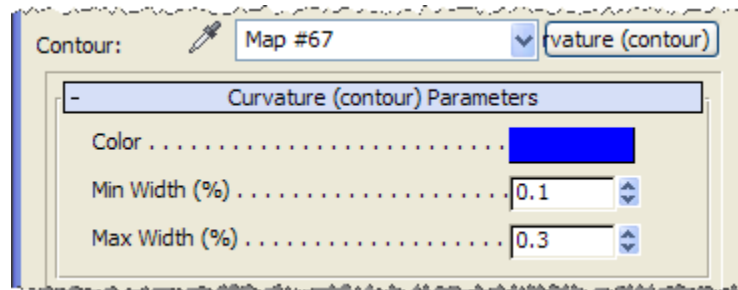 Contour: Map #67 rvature (contour)
- Curvature (contour) Parameters
Color . . . . . . . . . . . . . . . . . . . . . . . . . . .
Min Width (%) . . . . . . . . . . . . . . . . . . . . 0.1
Max Width (%) . . . . . . . . . . . . . . . . . . . 0.3